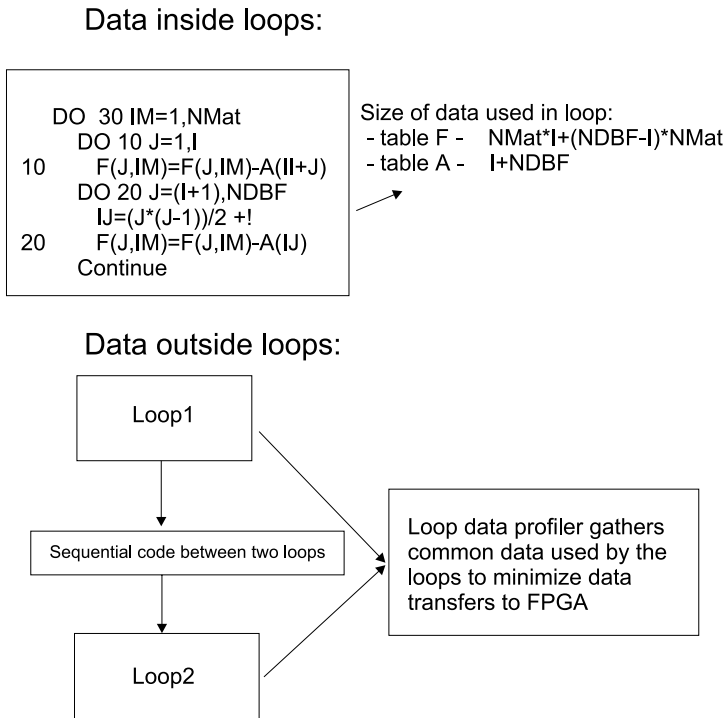 Data inside loops:
DO 30 IM=1,NMat
DO 10 J=1,I
10 F(J,IM)=F(J,IM)-A(II+J)
DO 20 J=(I+1),NDBF
IJ=(J*(J-1))/2 +!
20 F(J,IM)=F(J,IM)-A(IJ)
Continue
Size of data used in loop:
- table F - NMat*I+(NDBF-I)*NMat
- table A - I+NDBF
Data outside loops:
Loop1
Sequential code between two loops
Loop2
Loop data profiler gathers
common data used by the
loops to minimize data
transfers to FPGA